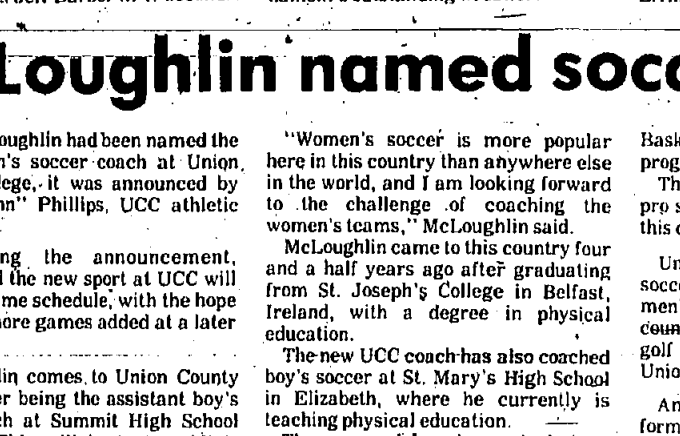 Loughlin named socc
oughlin had been named the
n's soccer coach at Union
lege, it was announced by
nn" Phillips, UCC athletic
ng the announcement,
l the new sport at UCC will
me schedule, with the hope
nore games added at a later
lin comes to Union County
er being the assistant boy's
ch at Summit High School
"Women's soccer is more popular
here in this country than anywhere else
in the world, and I am looking forward
to the challenge of coaching the
women's teams," McLoughlin said.
McLoughlin came to this country four
and a half years ago after graduating
from St. Joseph's College in Belfast,
Ireland, with a degree in physical
education.
The new UCC coach has also coached
boy's soccer at St. Mary's High School
in Elizabeth, where he currently is
teaching physical education.
Bask
prog
Th
pro s
this c
Un
socce
men'
coun
golf
Unio
An
form